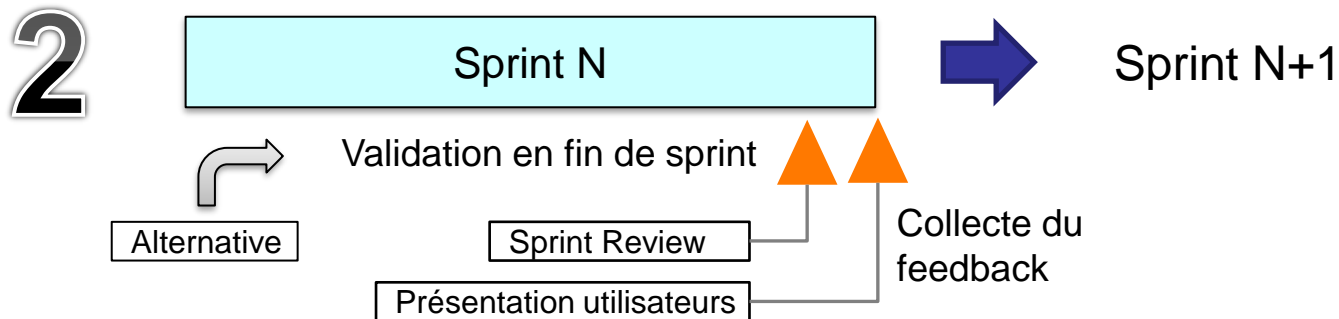 2
Sprint N
Sprint N+1
Validation en fin de sprint
Alternative
Sprint Review
Collecte du
feedback
Présentation utilisateurs